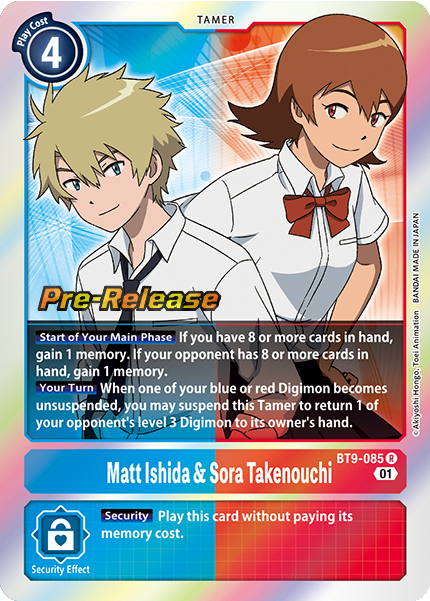 TAMER
Play Cost
4
Pre-Release
Start of Your Main Phase If you have 8 or more cards in hand,
gain 1 memory. If your opponent has 8 or more cards in
hand, gain 1 memory.
Your Turn When one of your blue or red Digimon becomes
unsuspended, you may suspend this Tamer to return 1 of
your opponent's level 3 Digimon to its owner's hand.
©Akiyoshi Hongo, Toei Animation BANDAI MADE IN JAPAN
BT9-085 R
Matt Ishida & Sora Takenouchi
01
Security Play this card without paying its
memory cost.
Security Effect